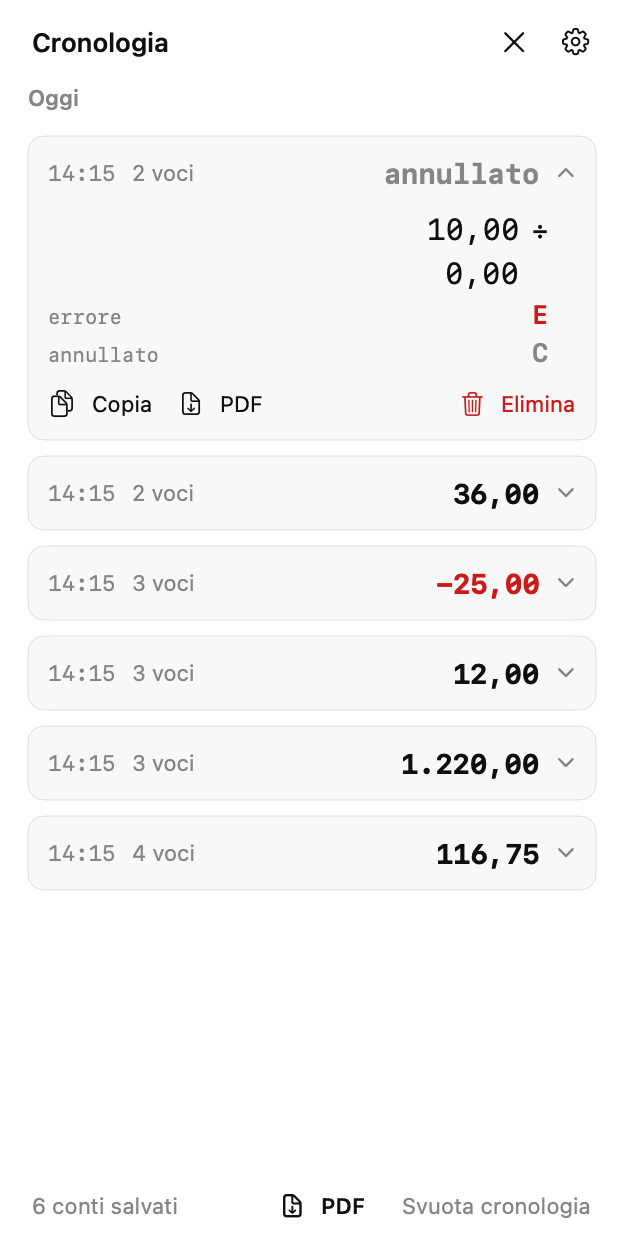 Cronologia
Oggi
14:15 2 voci annullato
10,00 ÷
0,00
errore E
annullato C
Copia PDF Elimina
14:15 2 voci 36,00
14:15 3 voci −25,00
14:15 3 voci 12,00
14:15 3 voci 1.220,00
14:15 4 voci 116,75
6 conti salvati PDF Svuota cronologia